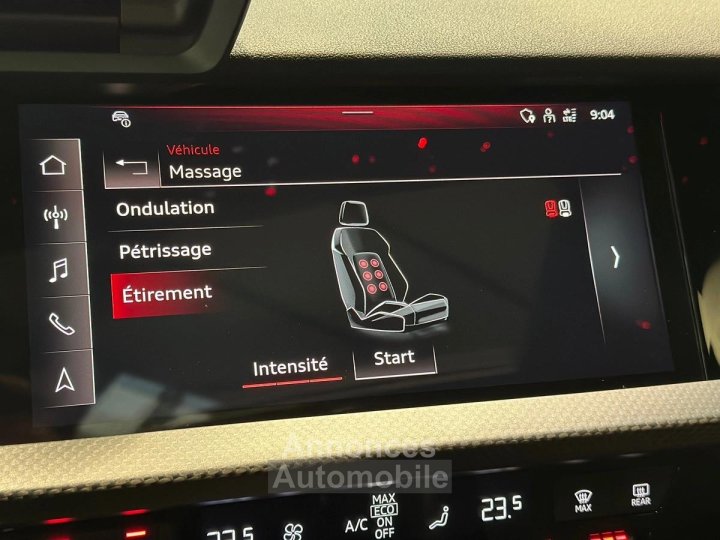 9:04
Véhicule
Massage
Ondulation
Pétrissage
Étirement
Intensité
Start
Annonces
Automobile
MAX
ECO
A/C ON
OFF
23.5
MAX
REAR